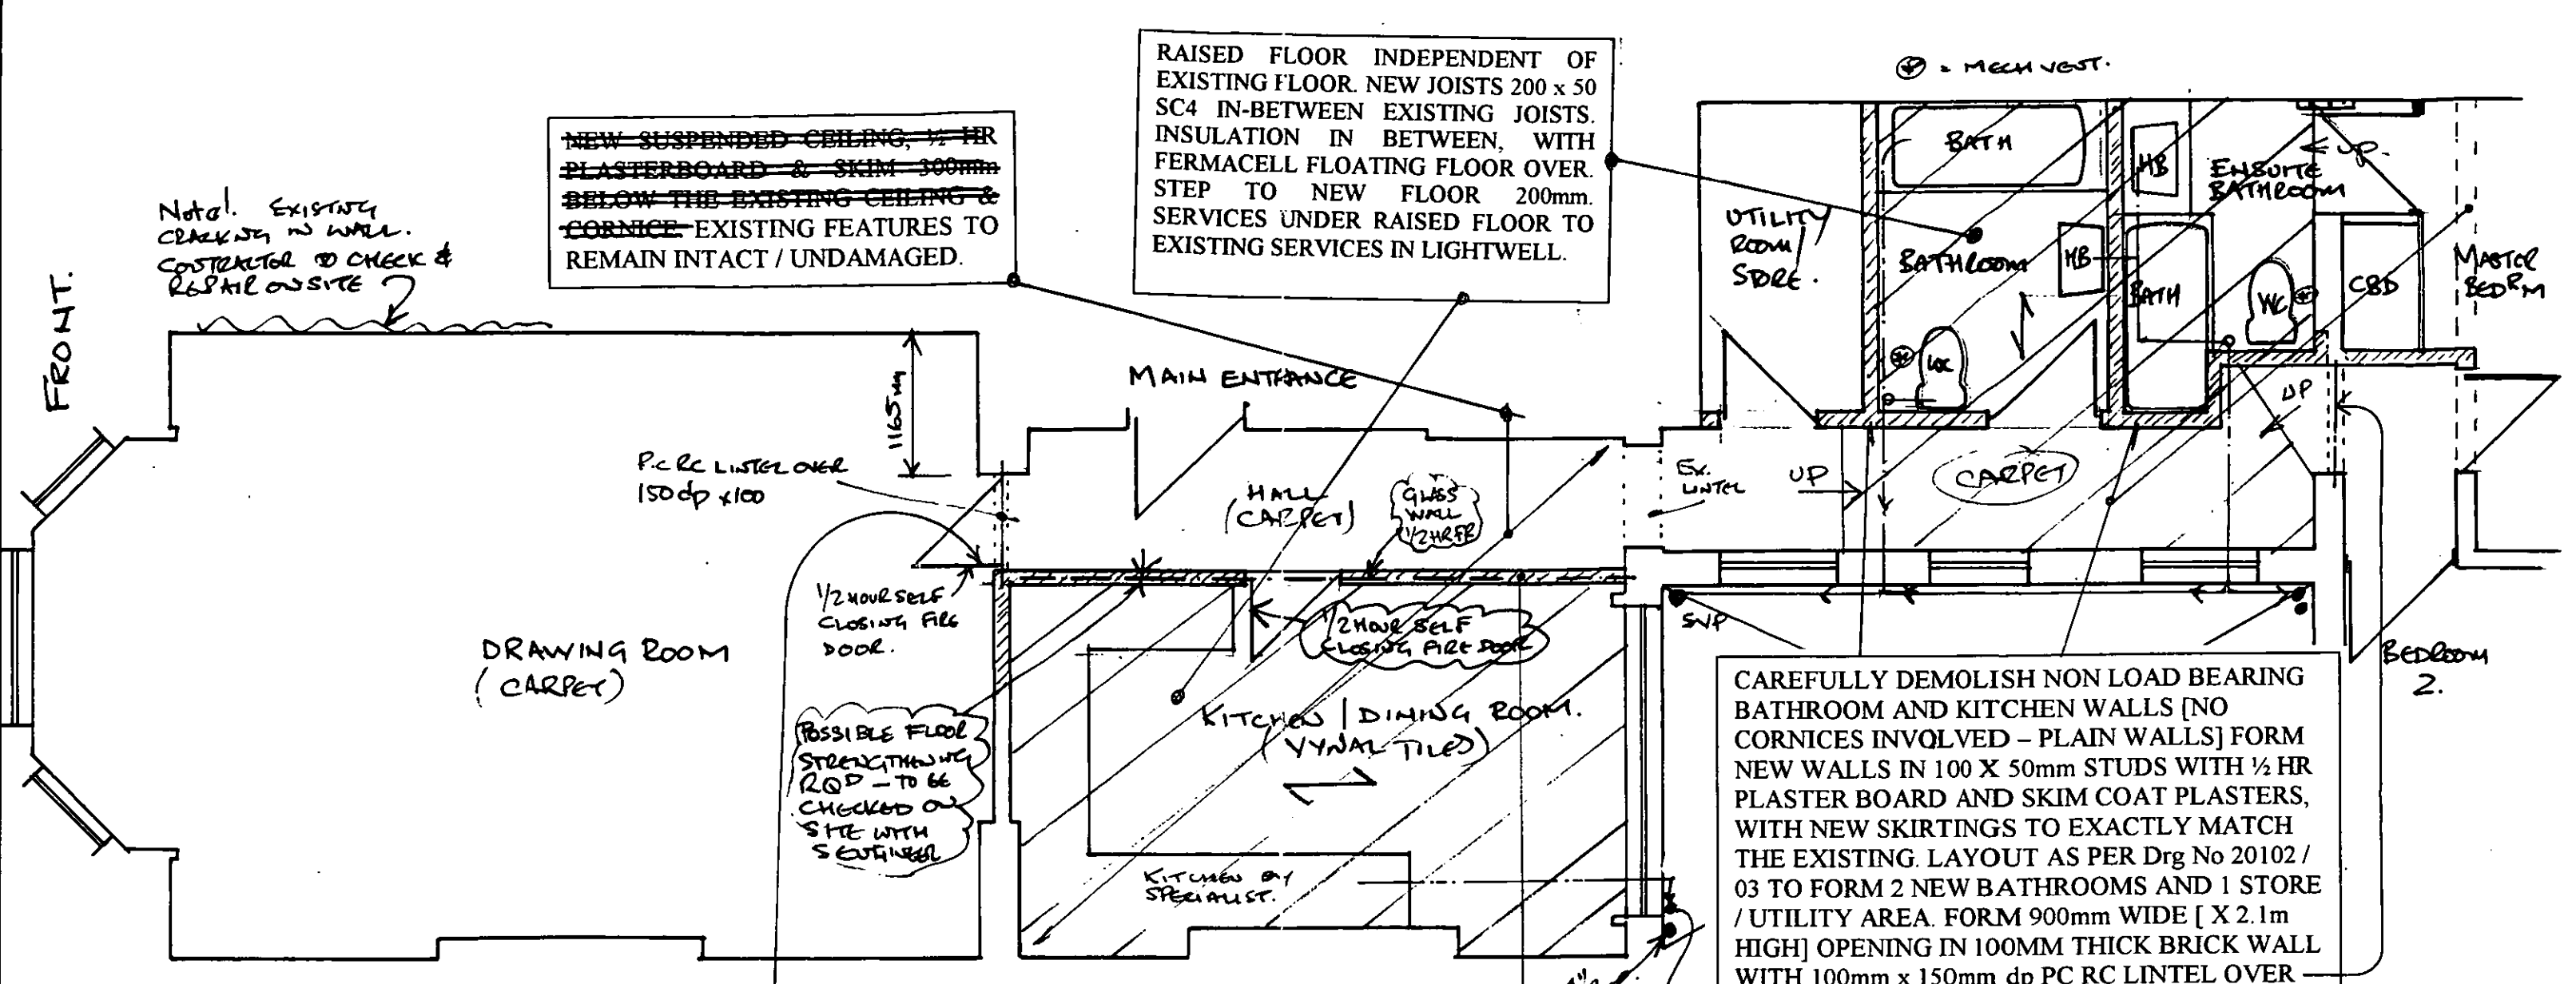 RAISED FLOOR INDEPENDENT OF
EXISTING FLOOR. NEW JOISTS 200 x 50
SC4 IN-BETWEEN EXISTING JOISTS.
INSULATION IN BETWEEN, WITH
FERMACELL FLOATING FLOOR OVER.
STEP TO NEW FLOOR 200mm.
SERVICES UNDER RAISED FLOOR TO
EXISTING SERVICES IN LIGHTWELL.
= MECH VENT.
NEW SUSPENDED CEILING, ½ HR
PLASTERBOARD & SKIM 300mm
BELOW THE EXISTING CEILING &
CORNICE. EXISTING FEATURES TO
REMAIN INTACT / UNDAMAGED.
Note!. EXISTING
CRACKNG IN WALL.
CONTRACTOR TO CHECK &
REPAIR ON SITE
FRONT.
1165mm
MAIN ENTRANCE
P.C RC LINTEL OVER
150dp x100
HALL
(CARPET)
GLASS
WALL
1/2HRFR
EX.
LINTEL
UP
CARPET
UP
UTILITY
ROOM /
STORE.
BATH
BATHROOM
HB
WC
HB
ENSUITE
BATHROOM
UP.
BATH
WC
CBD
MASTER
BEDRM
1/2 HOUR SELF
CLOSING FIRE
DOOR.
1/2 HOUR SELF
CLOSING FIRE DOOR
DRAWING ROOM
(CARPET)
POSSIBLE FLOOR
STRENGTHENING
RQD - TO BE
CHECKED ON
SITE WITH
S ENGINEER
KITCHEN / DINING ROOM.
(VYNAL TILES)
KITCHEN BY
SPECIALIST.
SVP
BEDROOM
2.
CAREFULLY DEMOLISH NON LOAD BEARING
BATHROOM AND KITCHEN WALLS [NO
CORNICES INVOLVED – PLAIN WALLS] FORM
NEW WALLS IN 100 X 50mm STUDS WITH ½ HR
PLASTER BOARD AND SKIM COAT PLASTERS,
WITH NEW SKIRTINGS TO EXACTLY MATCH
THE EXISTING. LAYOUT AS PER Drg No 20102 /
03 TO FORM 2 NEW BATHROOMS AND 1 STORE
/ UTILITY AREA. FORM 900mm WIDE [ X 2.1m
HIGH] OPENING IN 100MM THICK BRICK WALL
WITH 100mm x 150mm dp PC RC LINTEL OVER